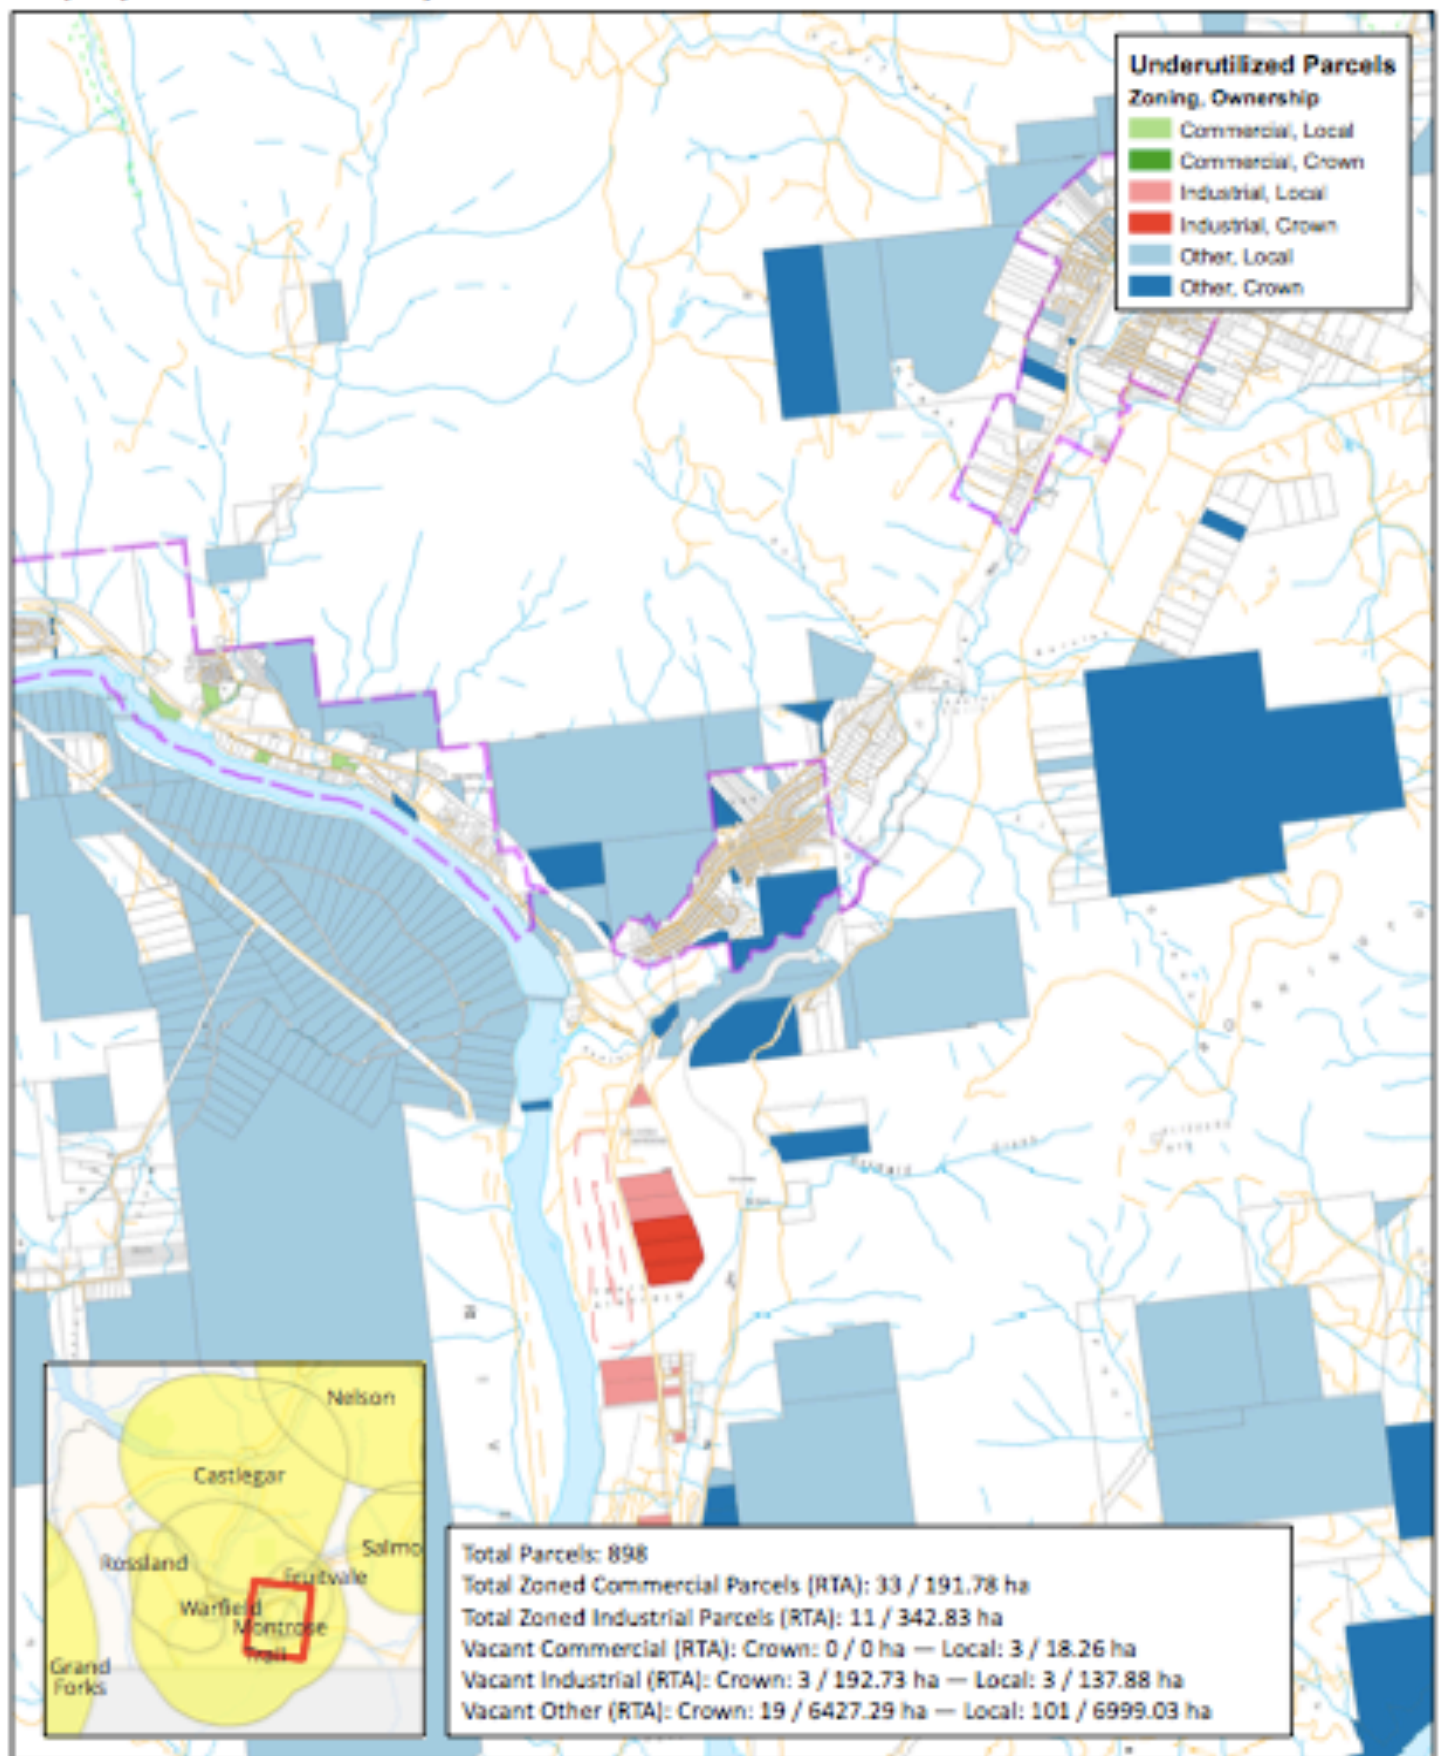 Underutilized Parcels
Zoning, Ownership
Commercial, Local
Commercial, Crown
Industrial, Local
Industrial, Crown
Other, Local
Other, Crown
Nelson
Castlegar
Salmo
Rossland
Fruitvale
Warfield
Montrose
Trail
Grand
Forks
Total Parcels: 898
Total Zoned Commercial Parcels (RTA): 33 / 191.78 ha
Total Zoned Industrial Parcels (RTA): 11 / 342.83 ha
Vacant Commercial (RTA): Crown: 0 / 0 ha — Local: 3 / 18.26 ha
Vacant Industrial (RTA): Crown: 3 / 192.73 ha — Local: 3 / 137.88 ha
Vacant Other (RTA): Crown: 19 / 6427.29 ha — Local: 101 / 6999.03 ha